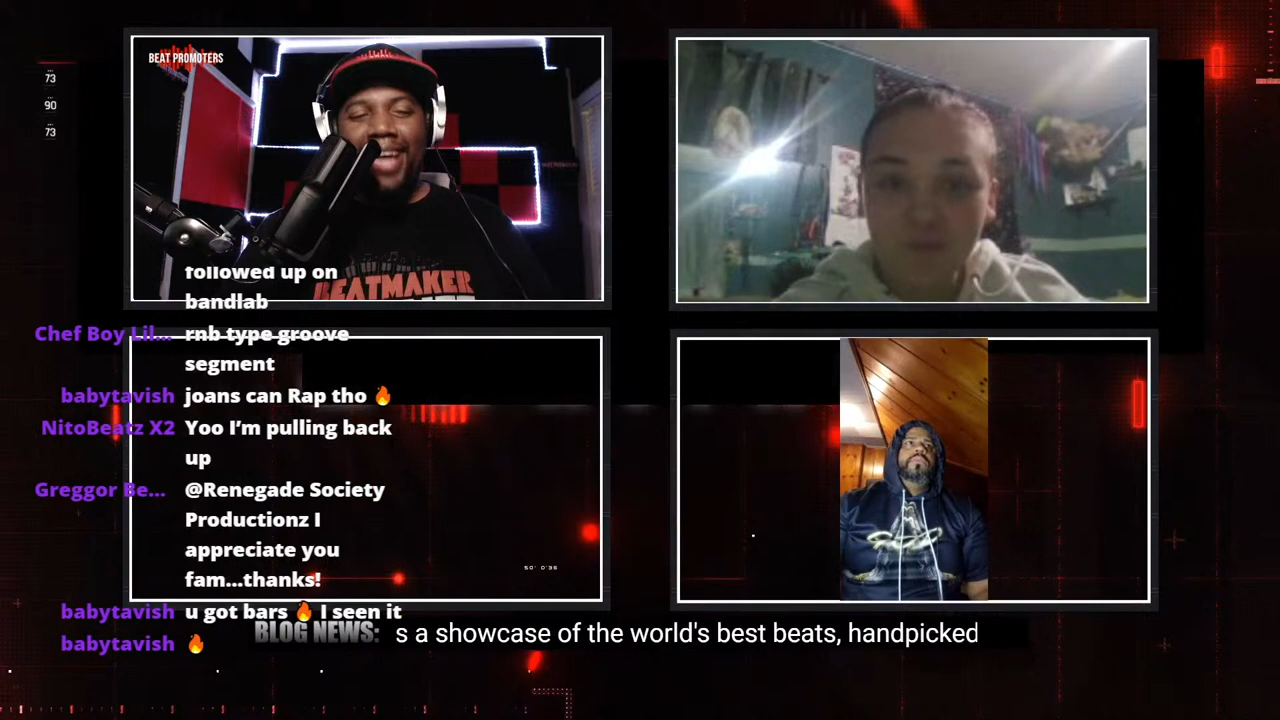 BEAT PROMOTERS
73
90
73
BEATMAKER
followed up on
bandlab
Chef Boy Lil... rnb type groove
segment
babytavish joans can Rap tho 🔥
NitoBeatz X2 Yoo I’m pulling back
up
Greggor Be... @Renegade Society
Productionz I
appreciate you
fam...thanks!
babytavish u got bars 🔥 I seen it
babytavish 🔥
BLOG NEWS: s a showcase of the world's best beats, handpicked